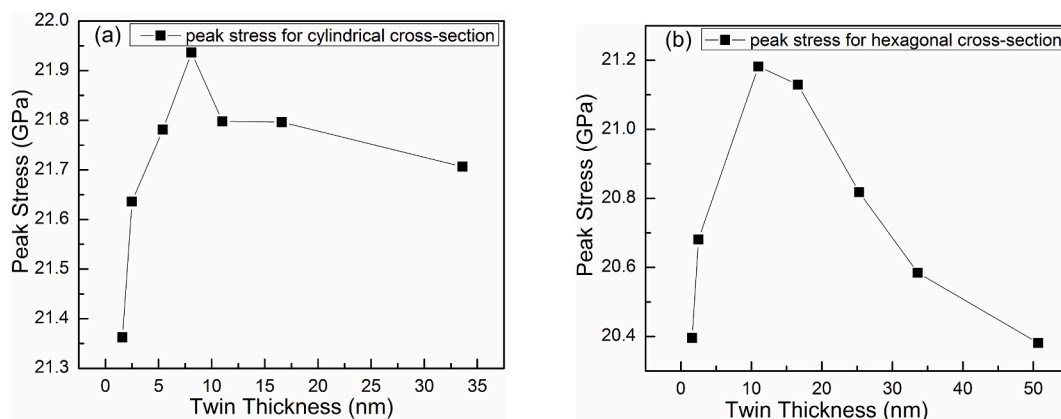 (a)
peak stress for cylindrical cross-section
Peak Stress (GPa)
22.0
21.9
21.8
21.7
21.6
21.5
21.4
21.3
0 5 10 15 20 25 30 35
Twin Thickness (nm)
(b)
peak stress for hexagonal cross-section
Peak Stress (GPa)
21.2
21.0
20.8
20.6
20.4
0 10 20 30 40 50
Twin Thickness (nm)